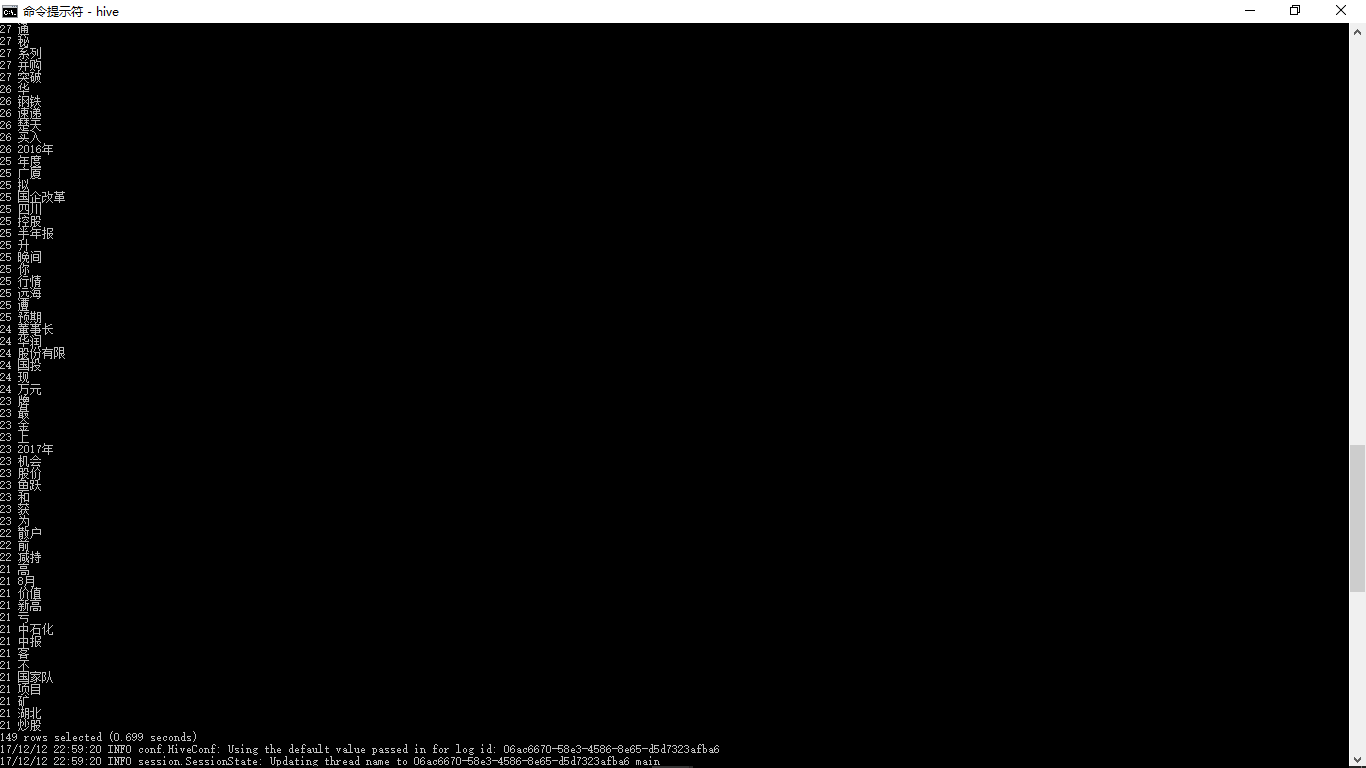 命令提示符 - hive
27 通
27 秘
27 系列
27 并购
27 突破
26 华
26 钢铁
26 速递
26 楚天
26 买入
26 2016年
25 年度
25 广厦
25 拟
25 国企改革
25 四川
25 控股
25 半年报
25 升
25 晚间
25 你
25 行情
25 远海
25 遭
25 预期
24 董事长
24 华润
24 股份有限
24 国投
24 现
24 万元
23 牌
23 最
23 金
23 上
23 2017年
23 机会
23 股价
23 鱼跃
23 和
23 获
23 为
22 散户
22 前
22 减持
21 高
21 8月
21 价值
21 新高
21 亏
21 中石化
21 中报
21 客
21 不
21 国家队
21 项目
21 矿
21 湖北
21 炒股
149 rows selected (0.699 seconds)
17/12/12 22:59:20 INFO conf.HiveConf: Using the default value passed in for log id: 06ac6670-58e3-4586-8e65-d5d7323afba6
17/12/12 22:59:20 INFO session.SessionState: Updating thread name to 06ac6670-58e3-4586-8e65-d5d7323afba6 main